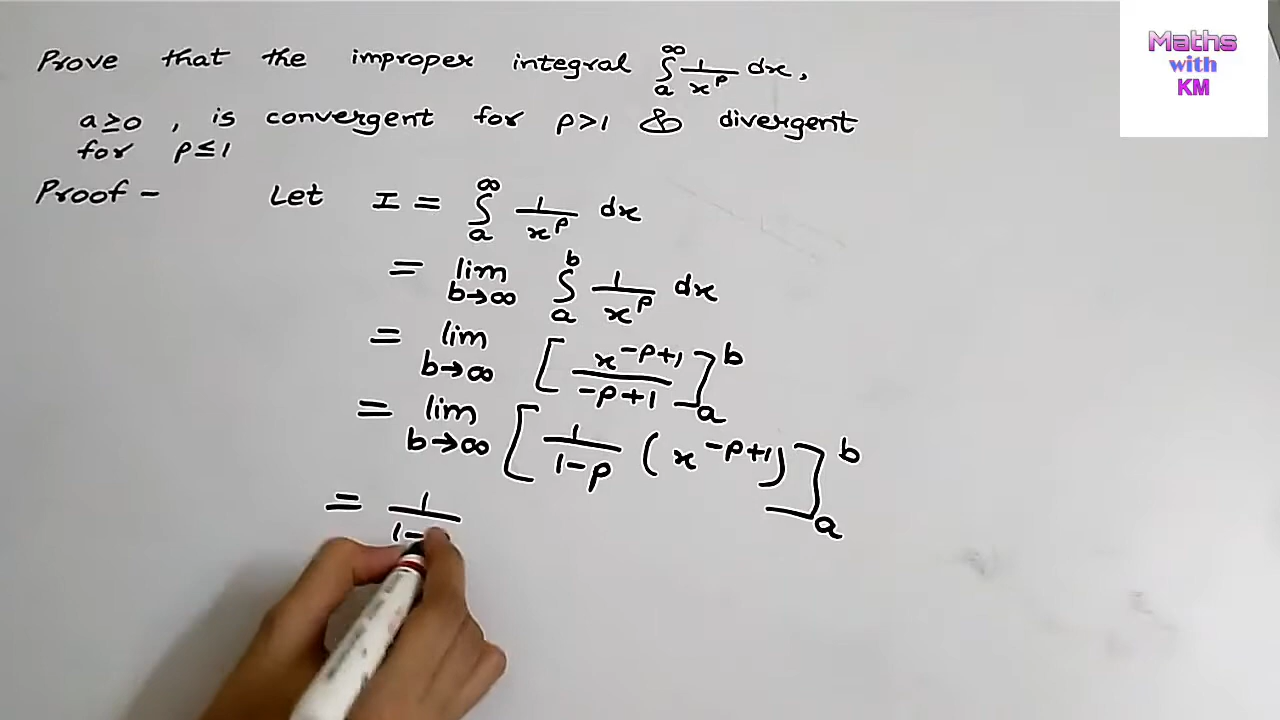 Prove that the improper integral ∫_a^∞ 1/x^p dx,
a≥0 , is convergent for p>1 & divergent
for p≤1
Proof - Let I = ∫_a^∞ 1/x^p dx
= lim_{b→∞} ∫_a^b 1/x^p dx
= lim_{b→∞} [ x^{-p+1} / -p+1 ]_a^b
= lim_{b→∞} [ 1/1-p ( x^{-p+1} ) ]_a^b
= 1/1-
Maths
with
KM